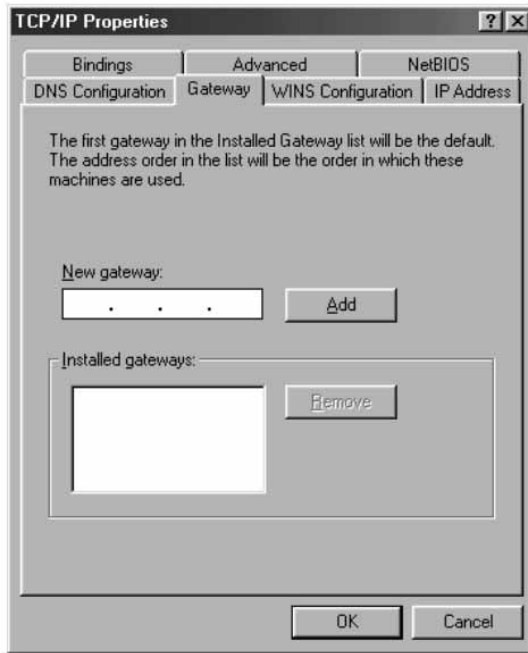 TCP/IP Properties
? X
Bindings Advanced NetBIOS
DNS Configuration Gateway WINS Configuration IP Address
The first gateway in the Installed Gateway list will be the default.
The address order in the list will be the order in which these
machines are used.
New gateway:
. . .
Add
Installed gateways:
Remove
OK Cancel